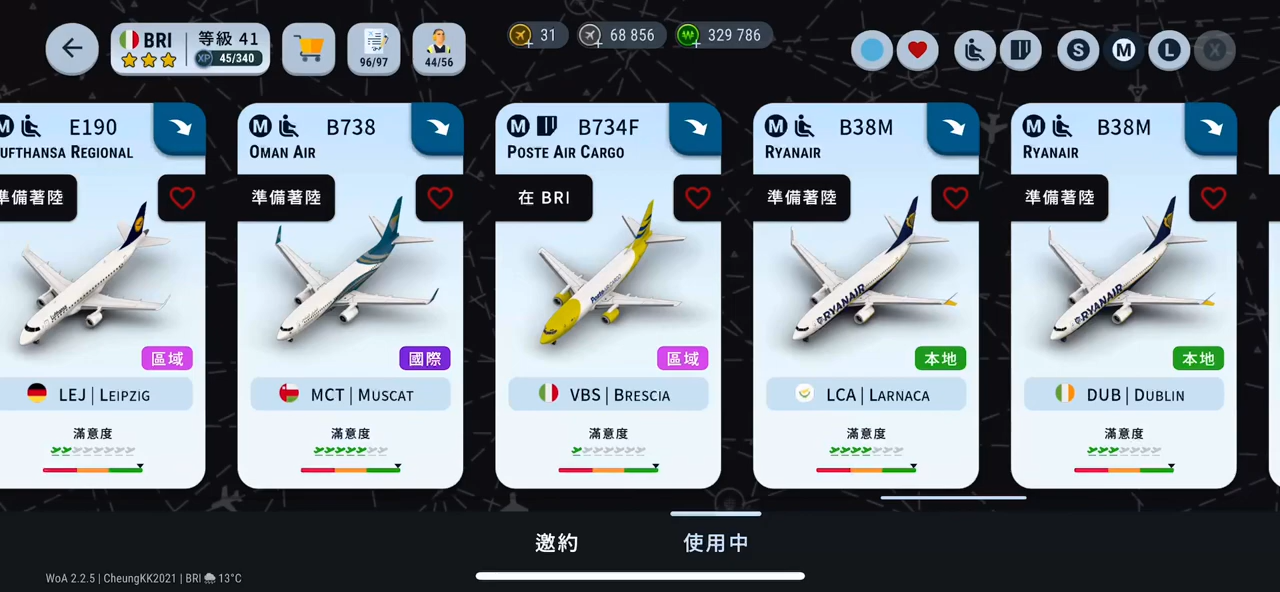 BRI
等級 41
XP 45/340
96/97
44/56
31
68 856
329 786
S
M
L
X
M E190
UFTHANSA REGIONAL
準備著陸
區域
LEJ | LEIPZIG
滿意度
M B738
OMAN AIR
準備著陸
國際
MCT | MUSCAT
滿意度
M B734F
POSTE AIR CARGO
在 BRI
區域
VBS | BRESCIA
滿意度
M B38M
RYANAIR
準備著陸
RYANAIR
本地
LCA | LARNACA
滿意度
M B38M
RYANAIR
準備著陸
RYANAIR
本地
DUB | DUBLIN
滿意度
邀約
使用中
WoA 2.2.5 | CheungKK2021 | BRI 13°C